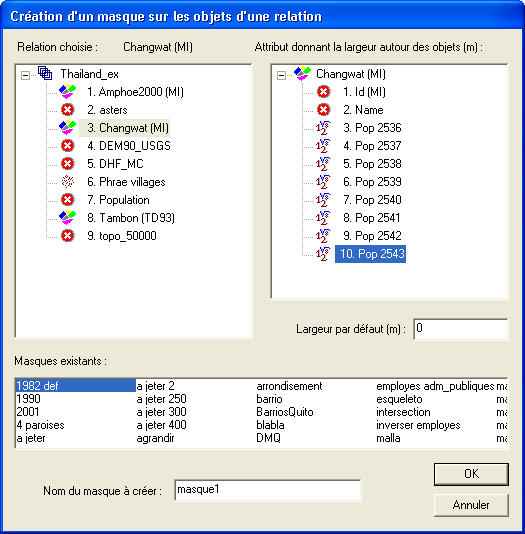 Création d'un masque sur les objets d'une relation
Relation choisie : Changwat (MI)
Attribut donnant la largeur autour des objets (m) :
Thailand_ex
1. Amphoe2000 (MI)
2. asters
3. Changwat (MI)
4. DEM90_USGS
5. DHF_MC
6. Phrae villages
7. Population
8. Tambon (TD93)
9. topo_50000
Changwat (MI)
1. Id (MI)
2. Name
3. Pop 2536
4. Pop 2537
5. Pop 2538
6. Pop 2539
7. Pop 2540
8. Pop 2541
9. Pop 2542
10. Pop 2543
Largeur par défaut (m) : 0
Masques existants :
1982 def a jeter 2 arrondisement employes adm_publiques
1990 a jeter 250 barrio esqueleto
2001 a jeter 300 BarriosQuito intersection
4 paroises a jeter 400 blabla inverser employes
a jeter agrandir DMQ malla
Nom du masque à créer : masque1
OK
Annuler